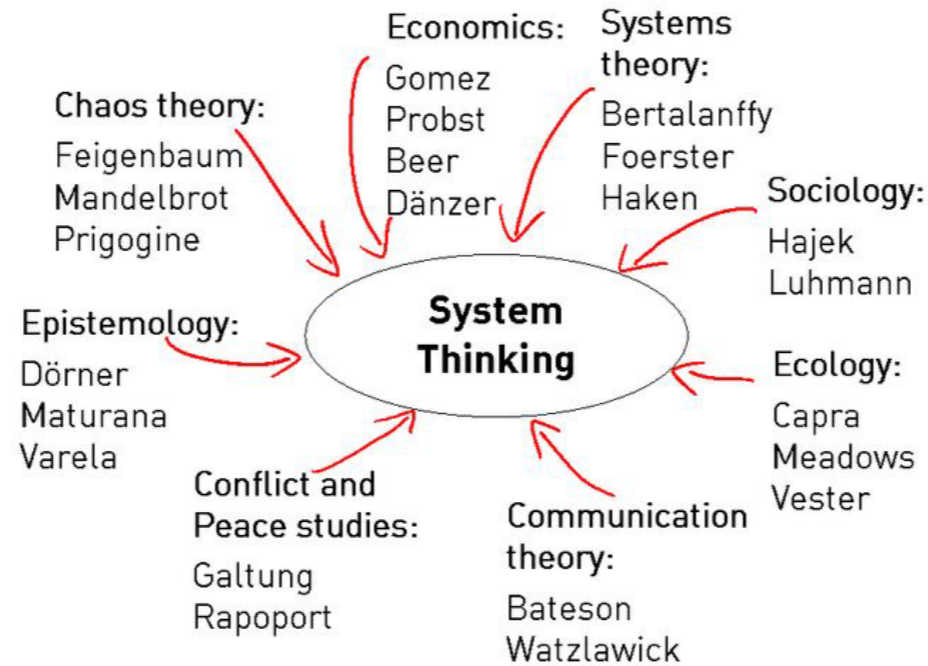 Economics:
Gomez
Probst
Beer
Dänzer
Systems
theory:
Bertalanffy
Foerster
Haken
Chaos theory:
Feigenbaum
Mandelbrot
Prigogine
Sociology:
Hajek
Luhmann
System
Thinking
Epistemology:
Dörner
Maturana
Varela
Ecology:
Capra
Meadows
Vester
Conflict and
Peace studies:
Galtung
Rapoport
Communication
theory:
Bateson
Watzlawick